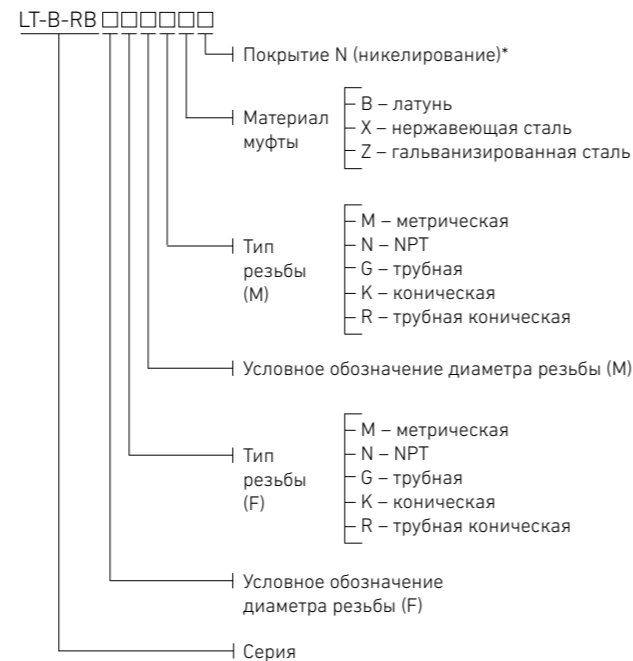 LT-B-RB □□□□□□
Покрытие N (никелирование)*
Материал
муфты
B – латунь
X – нержавеющая сталь
Z – гальванизированная сталь
Тип
резьбы
(M)
M – метрическая
N – NPT
G – трубная
K – коническая
R – трубная коническая
Условное обозначение диаметра резьбы (M)
Тип
резьбы
(F)
M – метрическая
N – NPT
G – трубная
K – коническая
R – трубная коническая
Условное обозначение
диаметра резьбы (F)
Серия